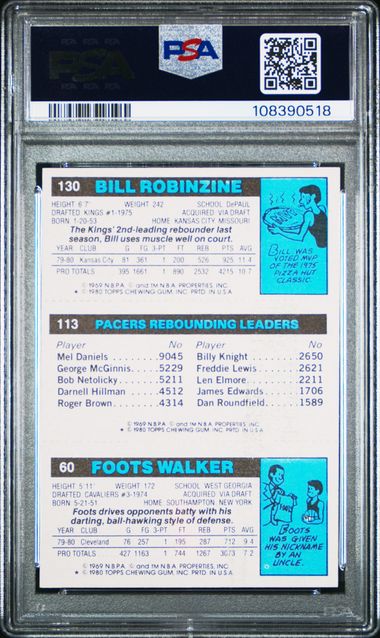 PSA
PSA
108390518
130 BILL ROBINZINE
HEIGHT 6'7" WEIGHT 242 SCHOOL DePAUL
DRAFTED KINGS #1-1975 ACQUIRED VIA DRAFT
BORN 1-20-53 HOME KANSAS CITY, MISSOURI
The Kings' 2nd-leading rebounder last
season, Bill uses muscle well on court.
YEAR CLUB G FG 3FG FT REB PTS AVG
79-80 Kansas City 81 361 1 200 526 925 11.4
PRO TOTALS 395 1661 1 890 2532 4215 10.7
© 1969 N.B.P.A. © and TM N.B.A. PROPERTIES, INC.
* © 1980 TOPPS CHEWING GUM, INC. PRTD. IN U.S.A.
BILL WAS
VOTED MVP
OF THE 1975
PIZZA HUT
CLASSIC.
113 PACERS REBOUNDING LEADERS
Player No Player No
Mel Daniels ....... 9045 Billy Knight ....... 2650
George McGinnis ..... 5229 Freddie Lewis ..... 2621
Bob Netolicky ...... 5211 Len Elmore ....... 2211
Darnell Hillman ..... 4512 James Edwards .... 1706
Roger Brown ....... 4314 Dan Roundfield .... 1589
© 1969 N.B.P.A. © and TM N.B.A. PROPERTIES, INC.
* © 1980 TOPPS CHEWING GUM, INC. PRTD. IN U.S.A.
60 FOOTS WALKER
HEIGHT 5'11" WEIGHT 172 SCHOOL WEST GEORGIA
DRAFTED CAVALIERS #3-1974 ACQUIRED VIA DRAFT
BORN 5-21-51 HOME SOUTHAMPTON, NEW YORK
Foots drives opponents batty with his
darting, ball-hawking style of defense.
YEAR CLUB G FG 3FG FT REB PTS AVG
79-80 Cleveland 76 257 1 195 287 712 9.4
PRO TOTALS 427 1163 1 744 1267 3073 7.2
© 1969 N.B.P.A. © and TM N.B.A. PROPERTIES, INC.
* © 1980 TOPPS CHEWING GUM, INC. PRTD. IN U.S.A.
FOOTS
WAS GIVEN
HIS NICKNAME
BY AN
UNCLE.